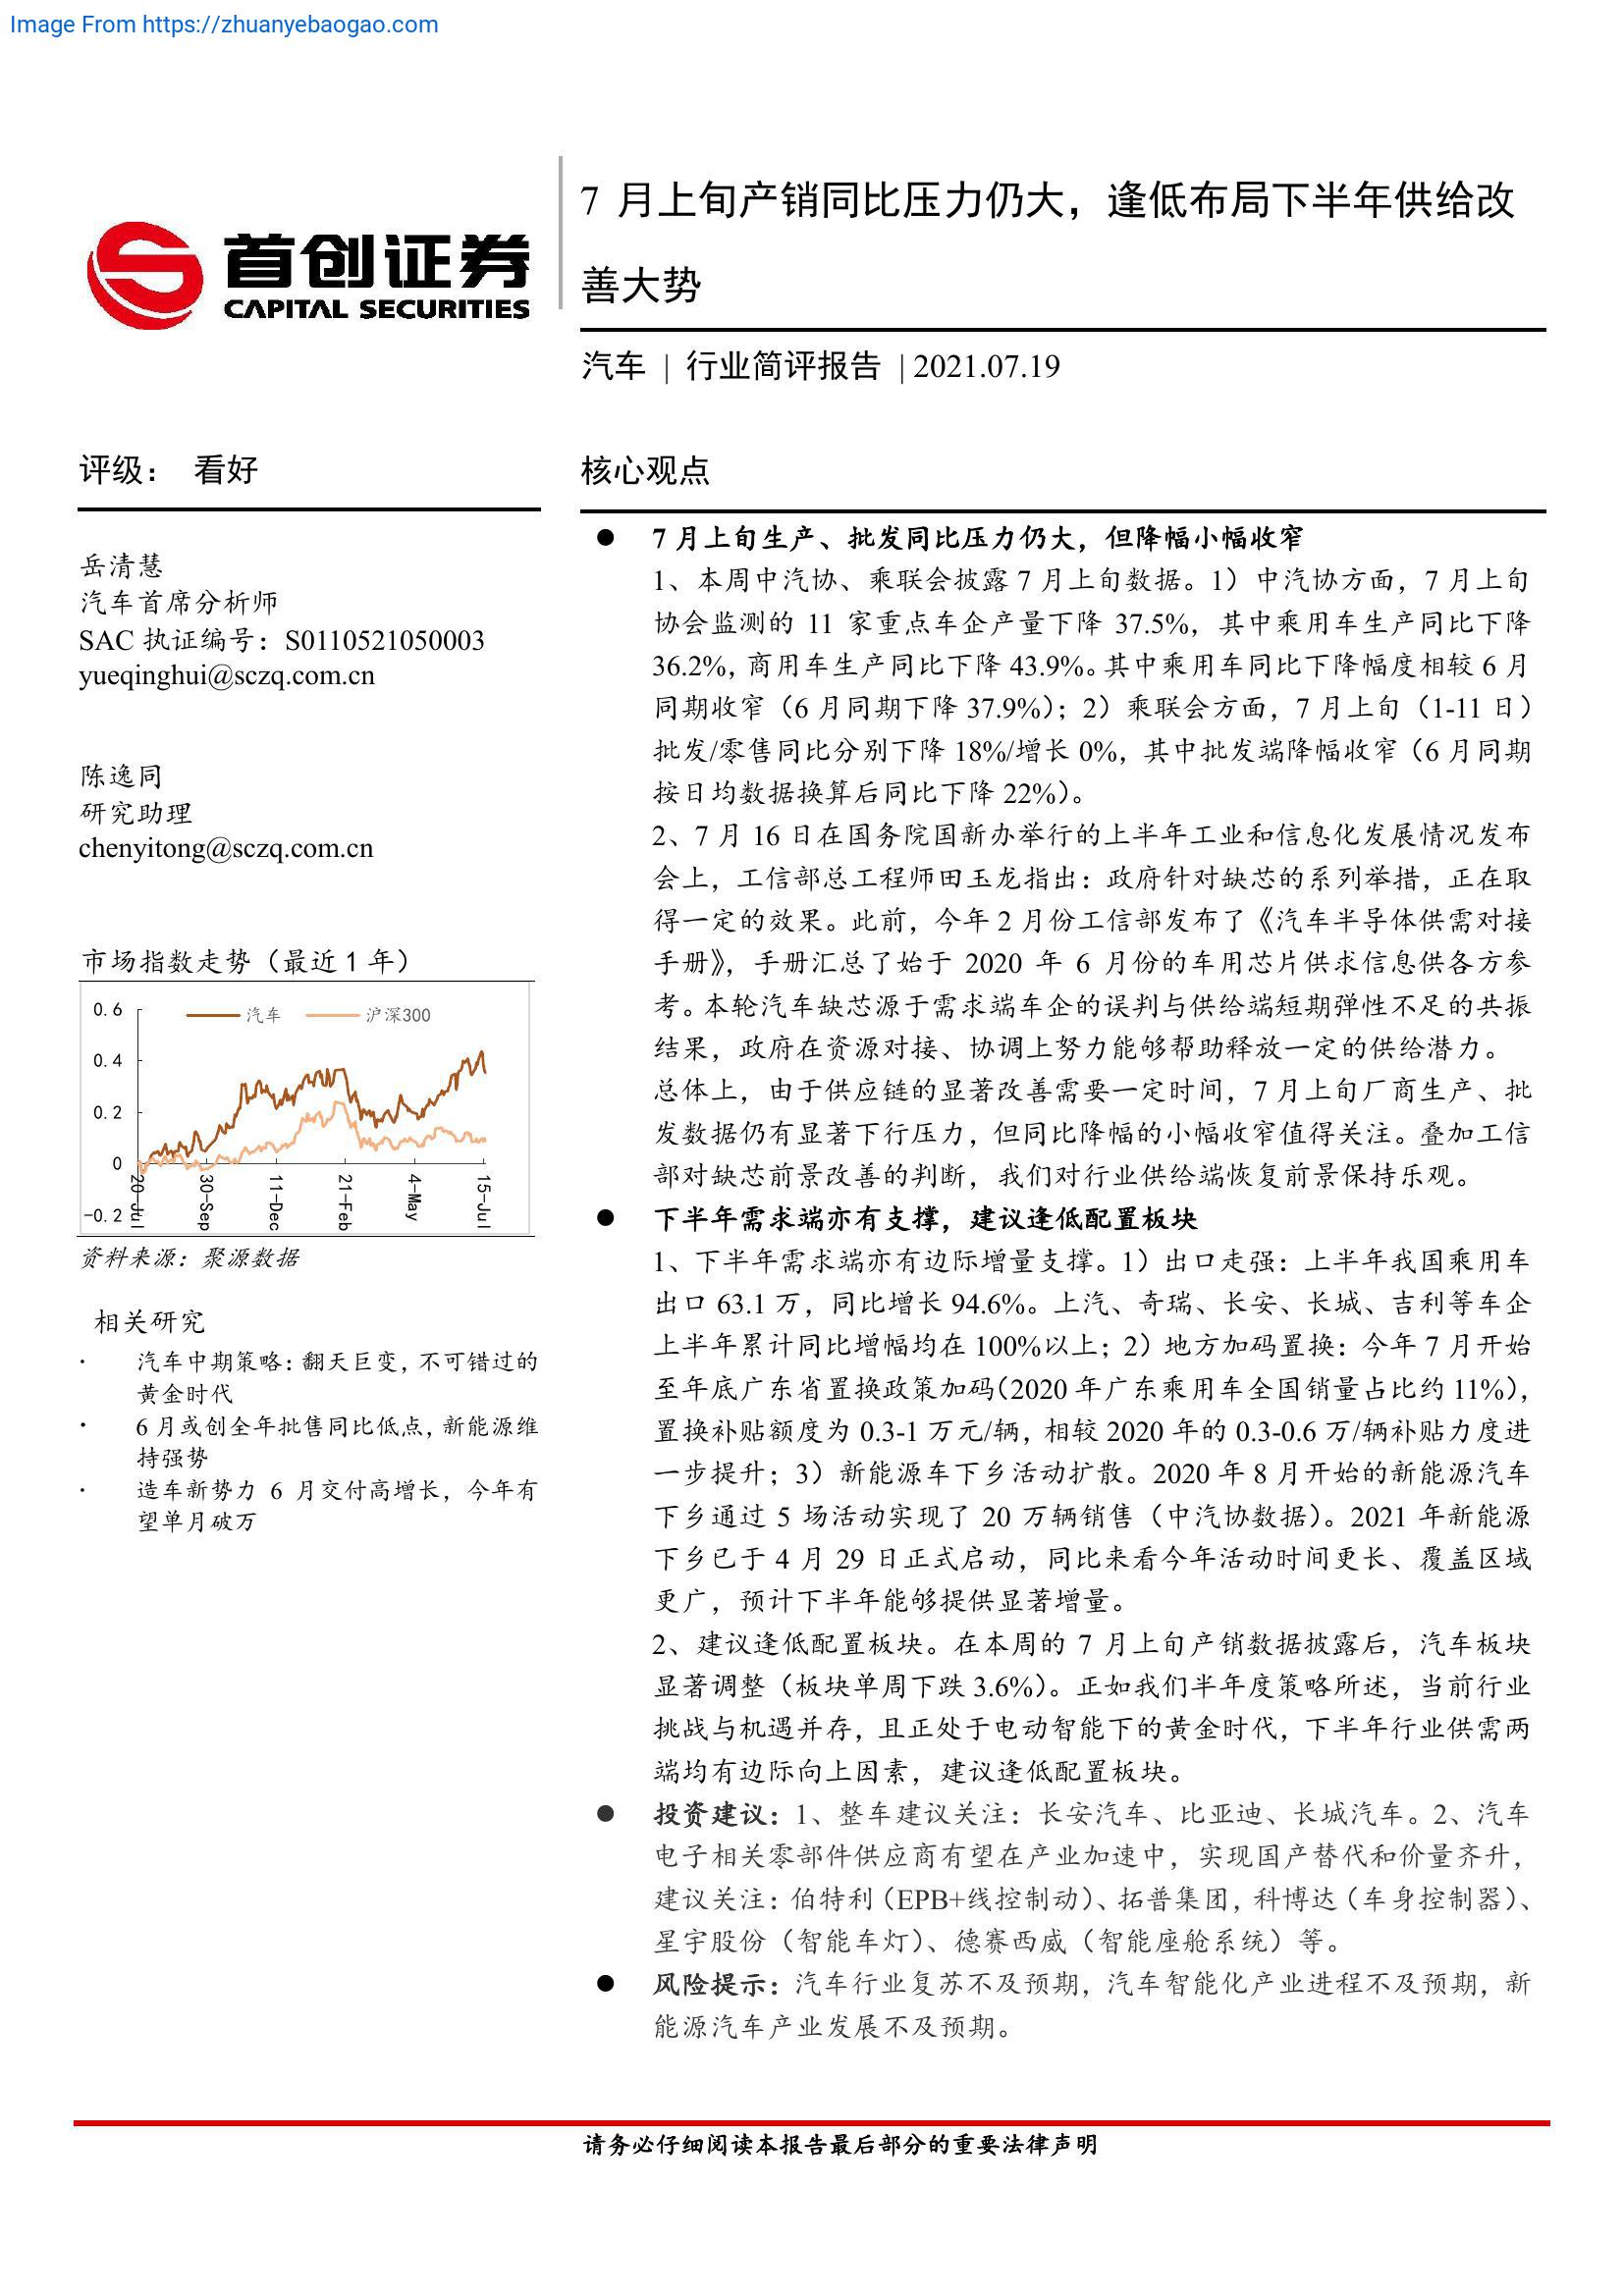 Image From https://zhuanyebaogao.com
首创证券
CAPITAL SECURITIES
7 月上旬产销同比压力仍大，逢低布局下半年供给改
善大势
汽车 | 行业简评报告 | 2021.07.19
评级： 看好
岳清慧
汽车首席分析师
SAC 执证编号：S0110521050003
yueqinghui@sczq.com.cn
陈逸同
研究助理
chenyitong@sczq.com.cn
市场指数走势（最近 1 年）
汽车 沪深300
0.6
0.4
0.2
0
-0.2
20-Jul 30-Sep 11-Dec 21-Feb 4-May 15-Jul
资料来源：聚源数据
相关研究
· 汽车中期策略：翻天巨变，不可错过的
黄金时代
· 6 月或创全年批售同比低点，新能源维
持强势
· 造车新势力 6 月交付高增长，今年有
望单月破万
核心观点
● 7 月上旬生产、批发同比压力仍大，但降幅小幅收窄
1、本周中汽协、乘联会披露 7 月上旬数据。1）中汽协方面，7 月上旬
协会监测的 11 家重点车企产量下降 37.5%，其中乘用车生产同比下降
36.2%，商用车生产同比下降 43.9%。其中乘用车同比下降幅度相较 6 月
同期收窄（6 月同期下降 37.9%）；2）乘联会方面，7 月上旬（1-11 日）
批发/零售同比分别下降 18%/增长 0%，其中批发端降幅收窄（6 月同期
按日均数据换算后同比下降 22%）。
2、7 月 16 日在国务院国新办举行的上半年工业和信息化发展情况发布
会上，工信部总工程师田玉龙指出：政府针对缺芯的系列举措，正在取
得一定的效果。此前，今年 2 月份工信部发布了《汽车半导体供需对接
手册》，手册汇总了始于 2020 年 6 月份的车用芯片供求信息供各方参
考。本轮汽车缺芯源于需求端车企的误判与供给端短期弹性不足的共振
结果，政府在资源对接、协调上努力能够帮助释放一定的供给潜力。
总体上，由于供应链的显著改善需要一定时间，7 月上旬厂商生产、批
发数据仍有显著下行压力，但同比降幅的小幅收窄值得关注。叠加工信
部对缺芯前景改善的判断，我们对行业供给端恢复前景保持乐观。
● 下半年需求端亦有支撑，建议逢低配置板块
1、下半年需求端亦有边际增量支撑。1）出口走强：上半年我国乘用车
出口 63.1 万，同比增长 94.6%。上汽、奇瑞、长安、长城、吉利等车企
上半年累计同比增幅均在 100%以上；2）地方加码置换：今年 7 月开始
至年底广东省置换政策加码（2020 年广东乘用车全国销量占比约 11%），
置换补贴额度为 0.3-1 万元/辆，相较 2020 年的 0.3-0.6 万/辆补贴力度进
一步提升；3）新能源车下乡活动扩散。2020 年 8 月开始的新能源汽车
下乡通过 5 场活动实现了 20 万辆销售（中汽协数据）。2021 年新能源
下乡已于 4 月 29 日正式启动，同比来看今年活动时间更长、覆盖区域
更广，预计下半年能够提供显著增量。
2、建议逢低配置板块。在本周的 7 月上旬产销数据披露后，汽车板块
显著调整（板块单周下跌 3.6%）。正如我们半年度策略所述，当前行业
挑战与机遇并存，且正处于电动智能下的黄金时代，下半年行业供需两
端均有边际向上因素，建议逢低配置板块。
● 投资建议：1、整车建议关注：长安汽车、比亚迪、长城汽车。2、汽车
电子相关零部件供应商有望在产业加速中，实现国产替代和价量齐升，
建议关注：伯特利（EPB+线控制动）、拓普集团，科博达（车身控制器）、
星宇股份（智能车灯）、德赛西威（智能座舱系统）等。
● 风险提示：汽车行业复苏不及预期，汽车智能化产业进程不及预期，新
能源汽车产业发展不及预期。
请务必仔细阅读本报告最后部分的重要法律声明